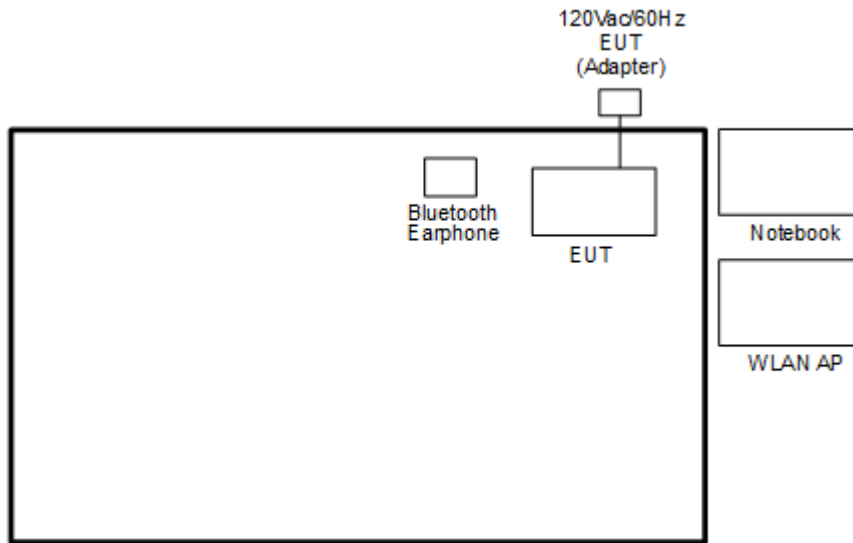 120Vac/60Hz
EUT
(Adapter)
Bluetooth
Earphone
EUT
Notebook
WLAN AP